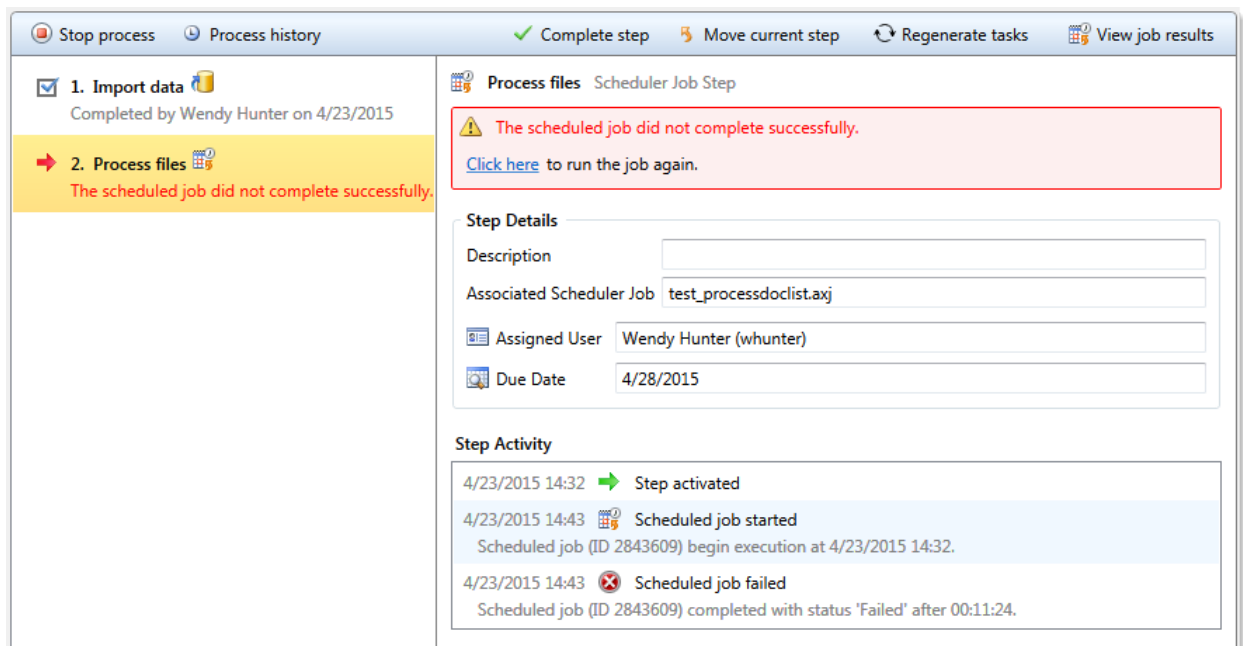 Stop process Process history Complete step Move current step Regenerate tasks View job results
1. Import data
Completed by Wendy Hunter on 4/23/2015
2. Process files
The scheduled job did not complete successfully.
Process files Scheduler Job Step
The scheduled job did not complete successfully.
Click here to run the job again.
Step Details
Description
Associated Scheduler Job test_processdoclist.axj
Assigned User Wendy Hunter (whunter)
Due Date 4/28/2015
Step Activity
4/23/2015 14:32 Step activated
4/23/2015 14:43 Scheduled job started
Scheduled job (ID 2843609) begin execution at 4/23/2015 14:32.
4/23/2015 14:43 Scheduled job failed
Scheduled job (ID 2843609) completed with status 'Failed' after 00:11:24.